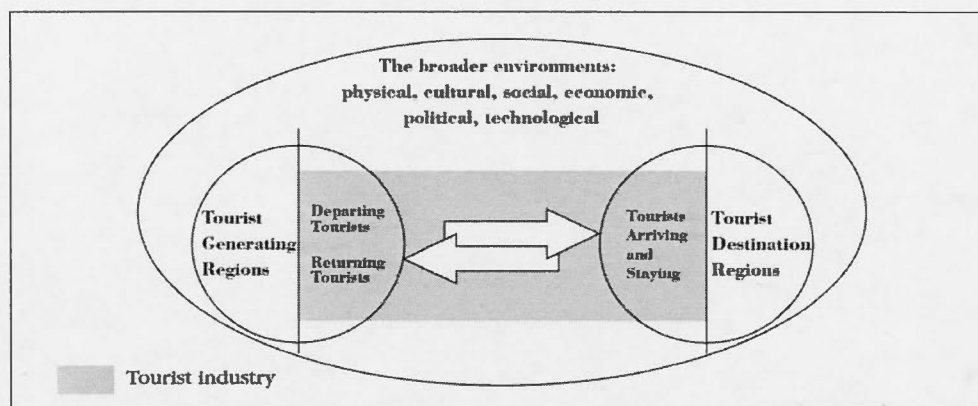 The broader environments:
physical, cultural, social, economic,
political, technological
Tourist
Generating
Regions
Departing
Tourists
Returning
Tourists
Tourists
Arriving
and
Staying
Tourist
Destination
Regions
Tourist industry